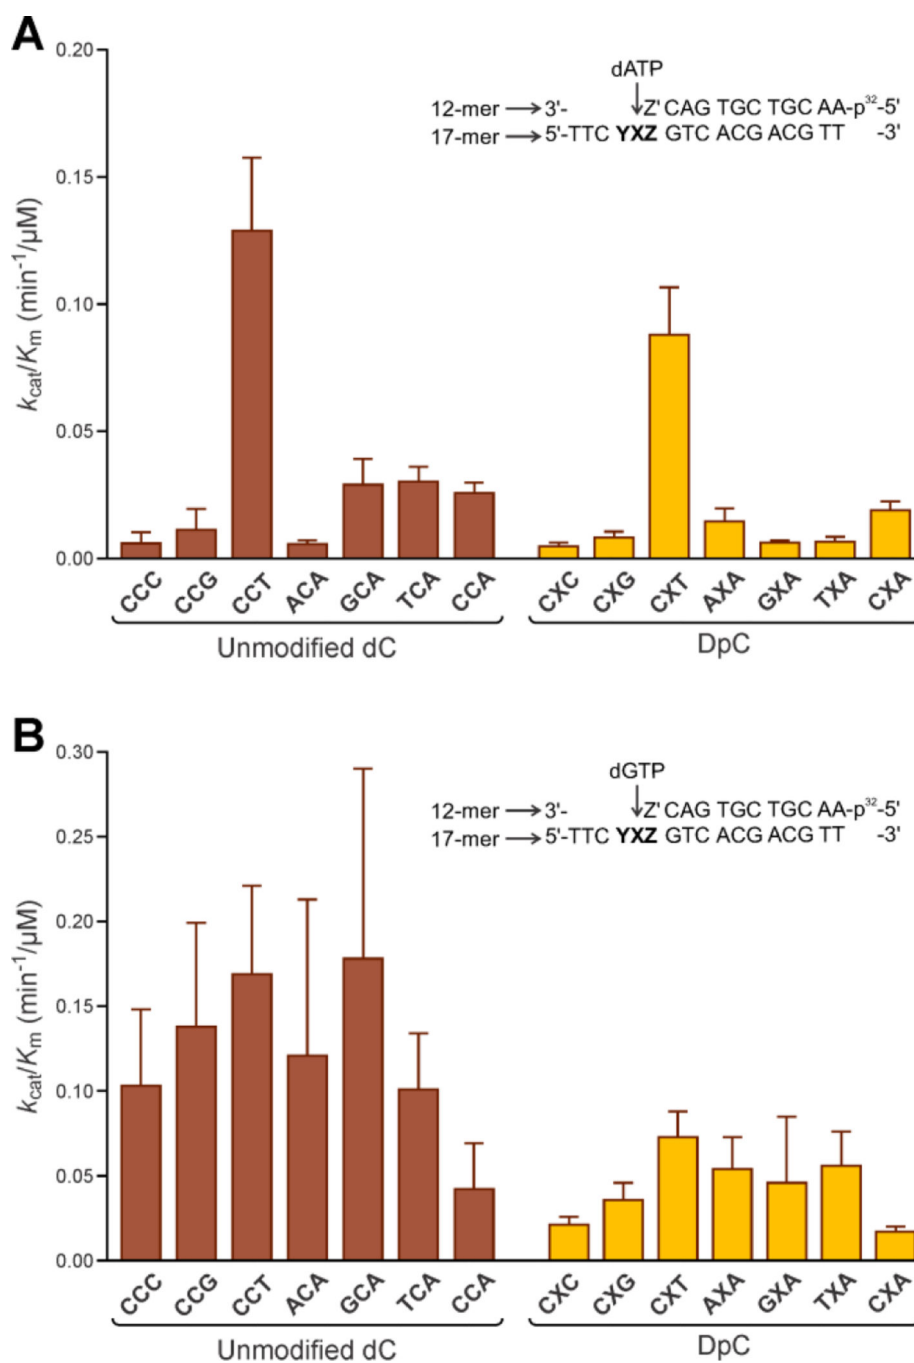 A
0.20
0.15
0.10
0.05
0.00
kcat/Km (min⁻¹/μM)
dATP
12-mer → 3'- Z' CAG TGC TGC AA-p³²-5'
17-mer → 5'-TTC YXZ GTC ACG ACG TT -3'
CCC CCG CCT ACA GCA TCA CCA CXC CXG CXT AXA GXA TXA CXA
Unmodified dC DpC
B
0.30
0.25
0.20
0.15
0.10
0.05
0.00
kcat/Km (min⁻¹/μM)
dGTP
12-mer → 3'- Z' CAG TGC TGC AA-p³²-5'
17-mer → 5'-TTC YXZ GTC ACG ACG TT -3'
CCC CCG CCT ACA GCA TCA CCA CXC CXG CXT AXA GXA TXA CXA
Unmodified dC DpC